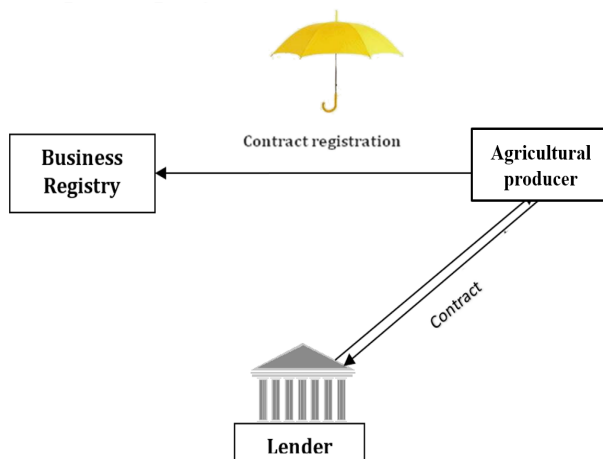 Contract registration
Business
Registry
Agricultural
producer
Contract
Lender